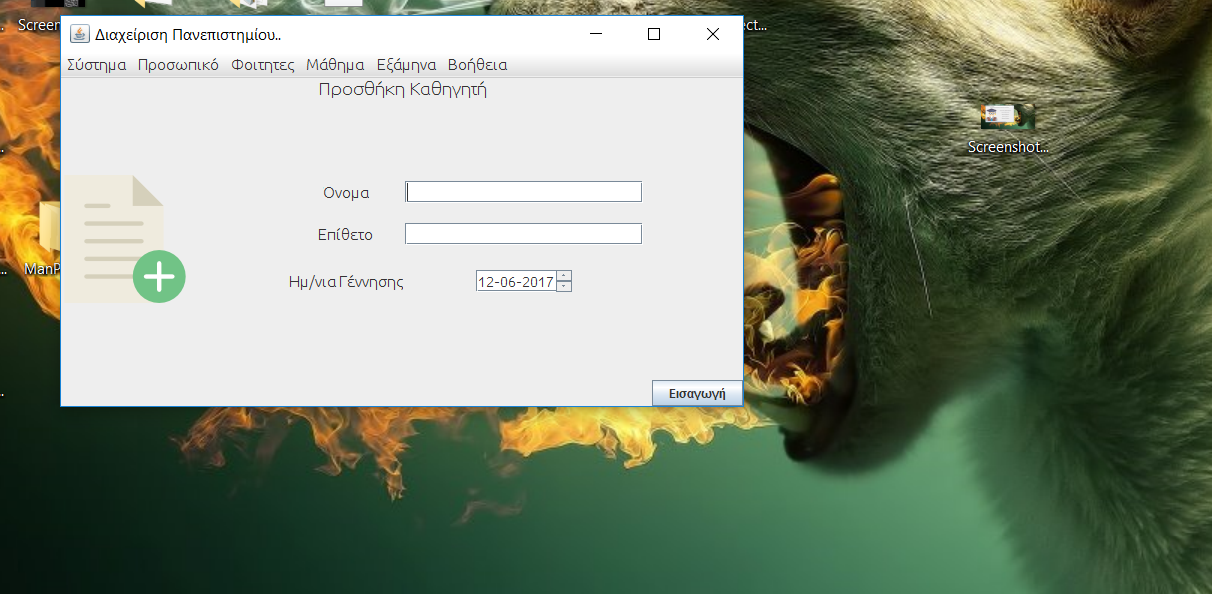 Screen
ect...
Διαχείριση Πανεπιστημίου..
Σύστημα Προσωπικό Φοιτητες Μάθημα Εξάμηνα Βοήθεια
Προσθήκη Καθηγητή
Screenshot...
Ονομα
Επίθετο
ManP
Ημ/νια Γέννησης 12-06-2017
Εισαγωγή